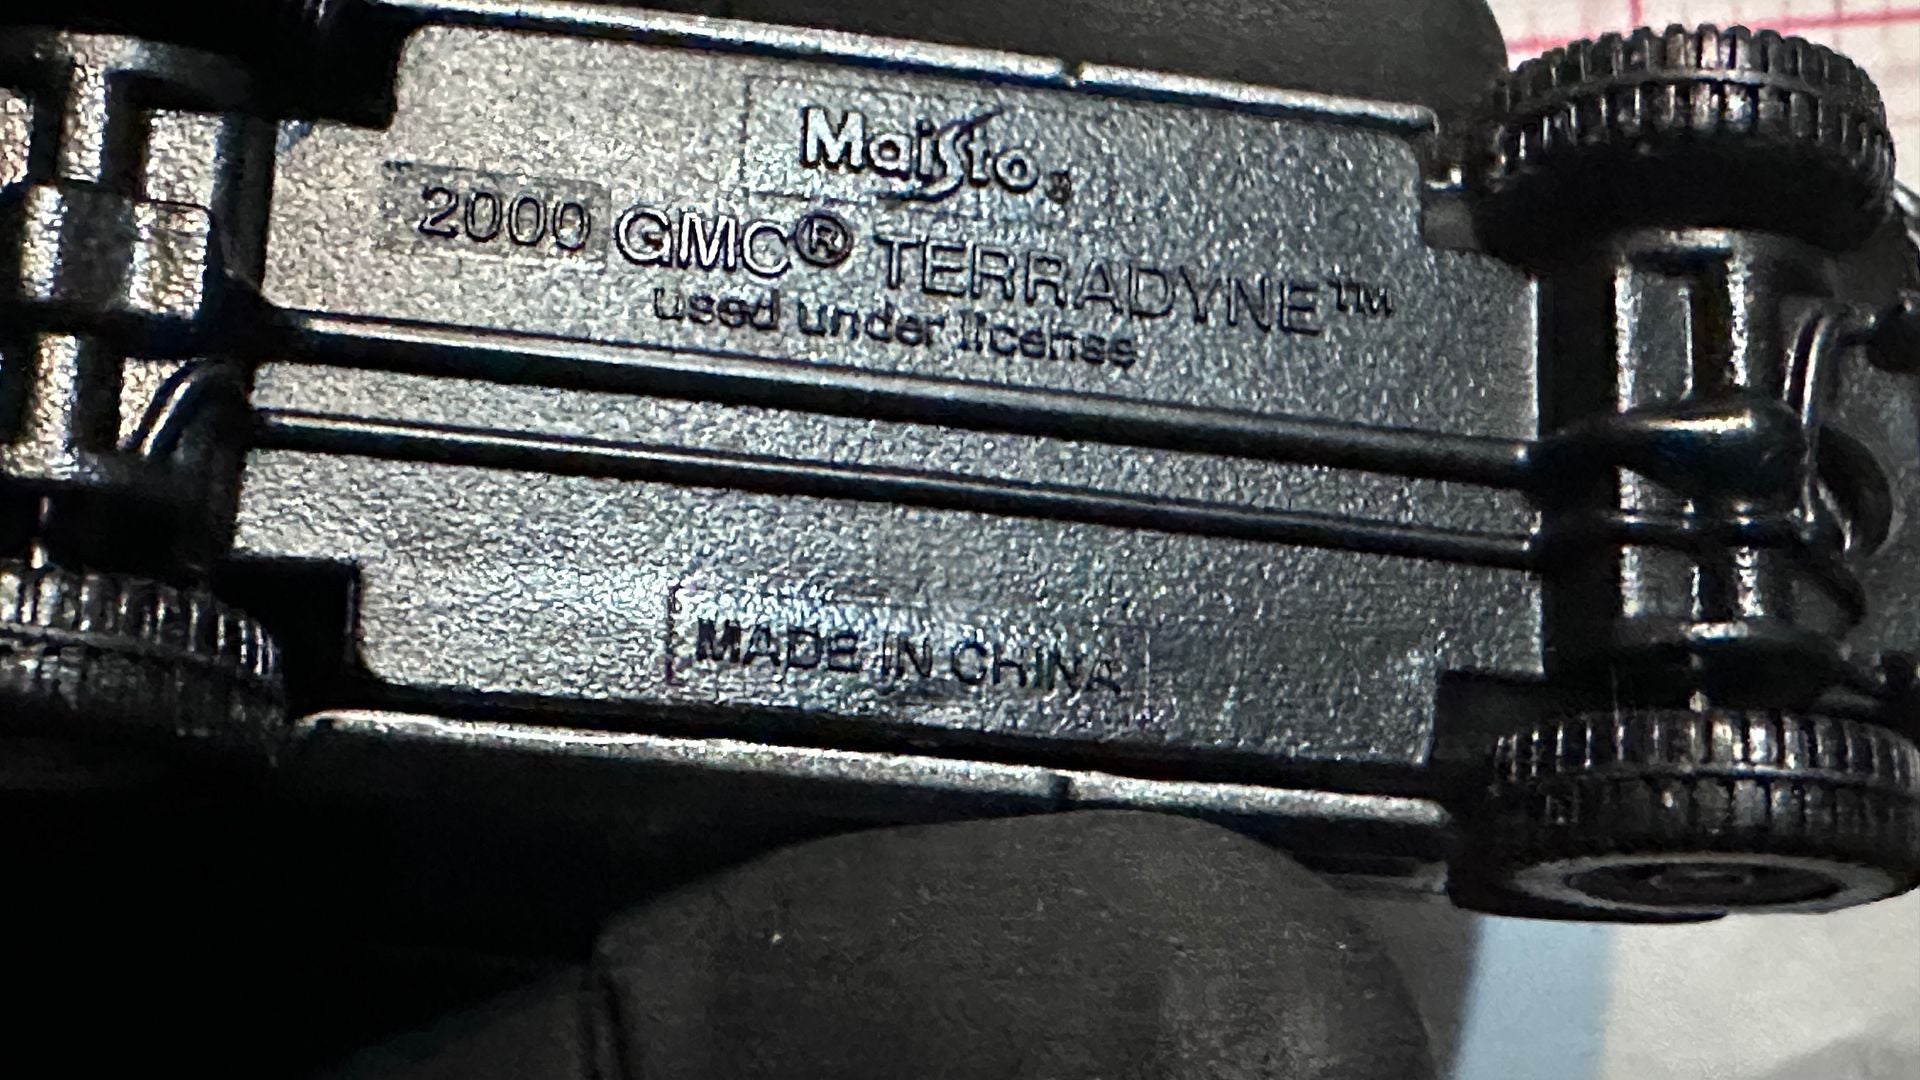 Maisto®
2000 GMC® TERRADYNE™
used under license
MADE IN CHINA